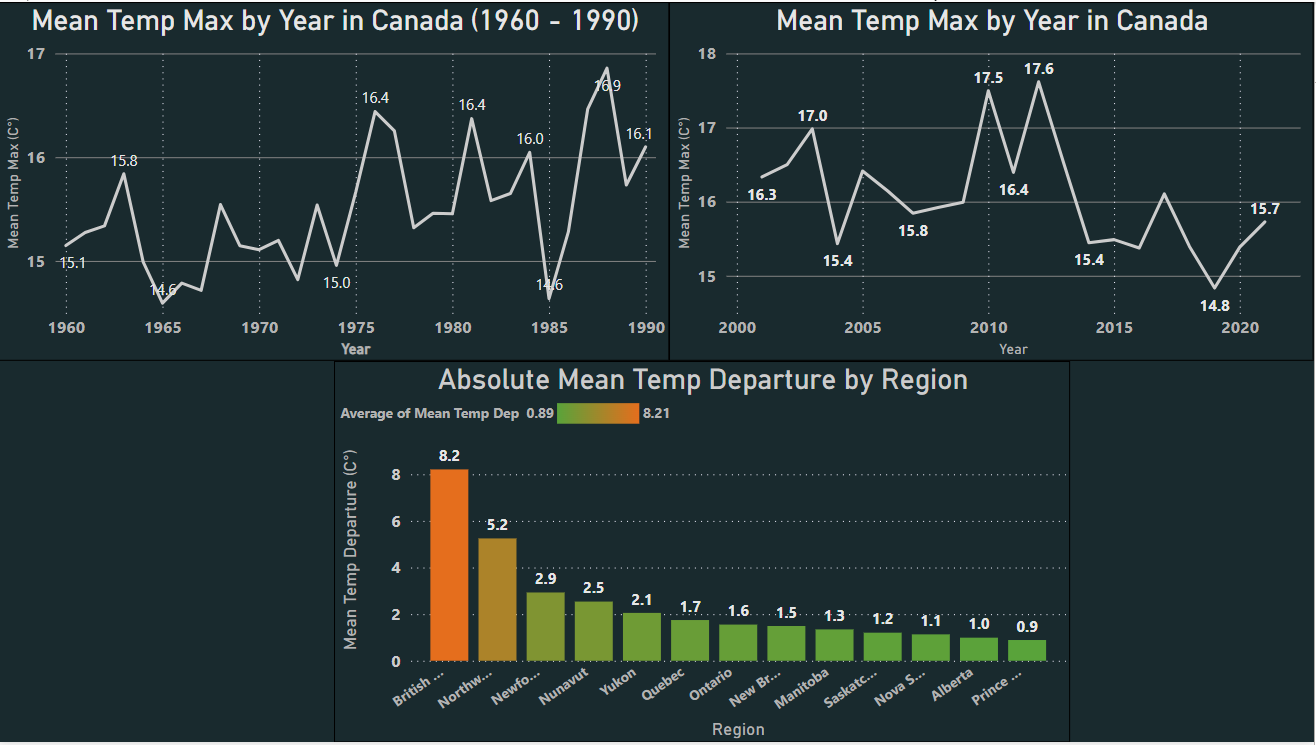 Mean Temp Max by Year in Canada (1960 - 1990)
Mean Temp Max (C°)
17
16
15
15.1
15.8
14.6
15.0
16.4
16.4
16.0
14.6
16.9
16.1
1960 1965 1970 1975 1980 1985 1990
Year
Mean Temp Max by Year in Canada
Mean Temp Max (C°)
18
17
16
15
16.3
17.0
15.4
15.8
17.5
16.4
17.6
15.4
14.8
15.7
2000 2005 2010 2015 2020
Year
Absolute Mean Temp Departure by Region
Average of Mean Temp Dep 0.89 8.21
Mean Temp Departure (C°)
8
6
4
2
0
8.2
5.2
2.9
2.5
2.1
1.7
1.6
1.5
1.3
1.2
1.1
1.0
0.9
British ...
Northw...
Newfo...
Nunavut
Yukon
Quebec
Ontario
New Br...
Manitoba
Saskatc...
Nova S...
Alberta
Prince ...
Region